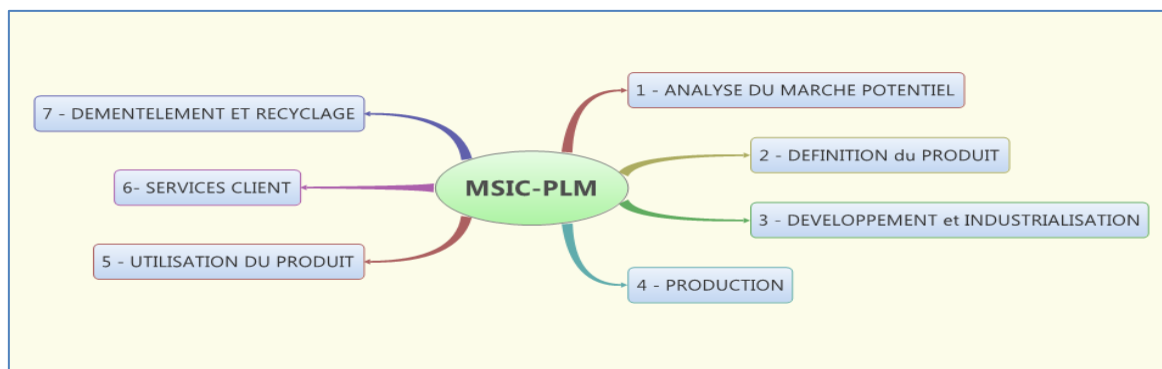 MSIC-PLM
1 - ANALYSE DU MARCHE POTENTIEL
2 - DEFINITION du PRODUIT
3 - DEVELOPPEMENT et INDUSTRIALISATION
4 - PRODUCTION
5 - UTILISATION DU PRODUIT
6- SERVICES CLIENT
7 - DEMENTELEMENT ET RECYCLAGE